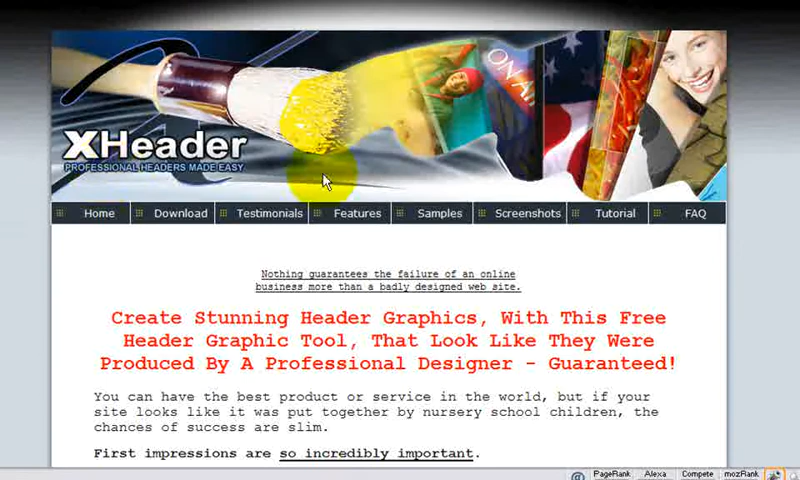 ON AI
XHeader
PROFESSIONAL HEADERS MADE EASY
Home Download Testimonials Features Samples Screenshots Tutorial FAQ
Nothing guarantees the failure of an online
business more than a badly designed web site.
Create Stunning Header Graphics, With This Free
Header Graphic Tool, That Look Like They Were
Produced By A Professional Designer - Guaranteed!
You can have the best product or service in the world, but if your
site looks like it was put together by nursery school children, the
chances of success are slim.
First impressions are so incredibly important.
PageRank Alexa Compete mozRank